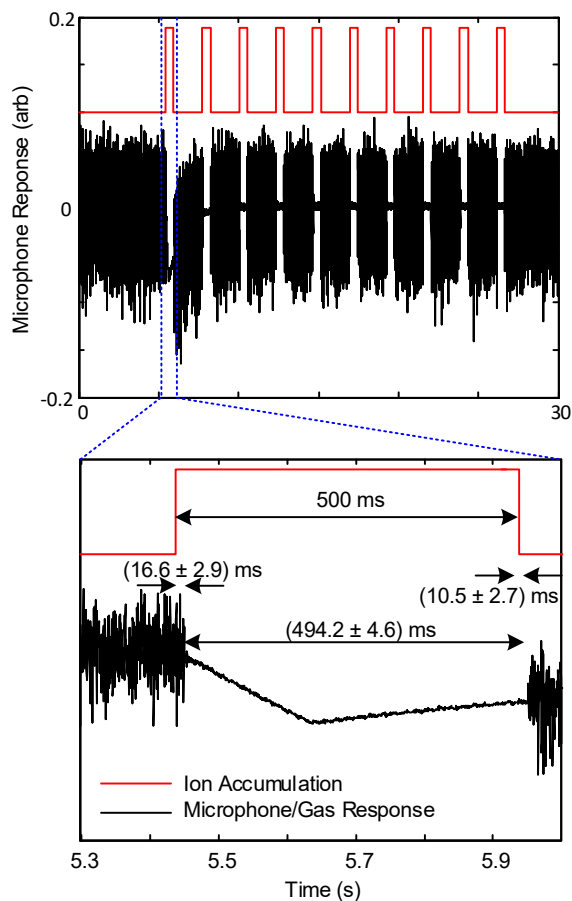 0.2
0
-0.2
Microphone Reponse (arb)
0
30
500 ms
(16.6 ± 2.9) ms
(10.5 ± 2.7) ms
(494.2 ± 4.6) ms
Ion Accumulation
Microphone/Gas Response
5.3
5.5
5.7
5.9
Time (s)